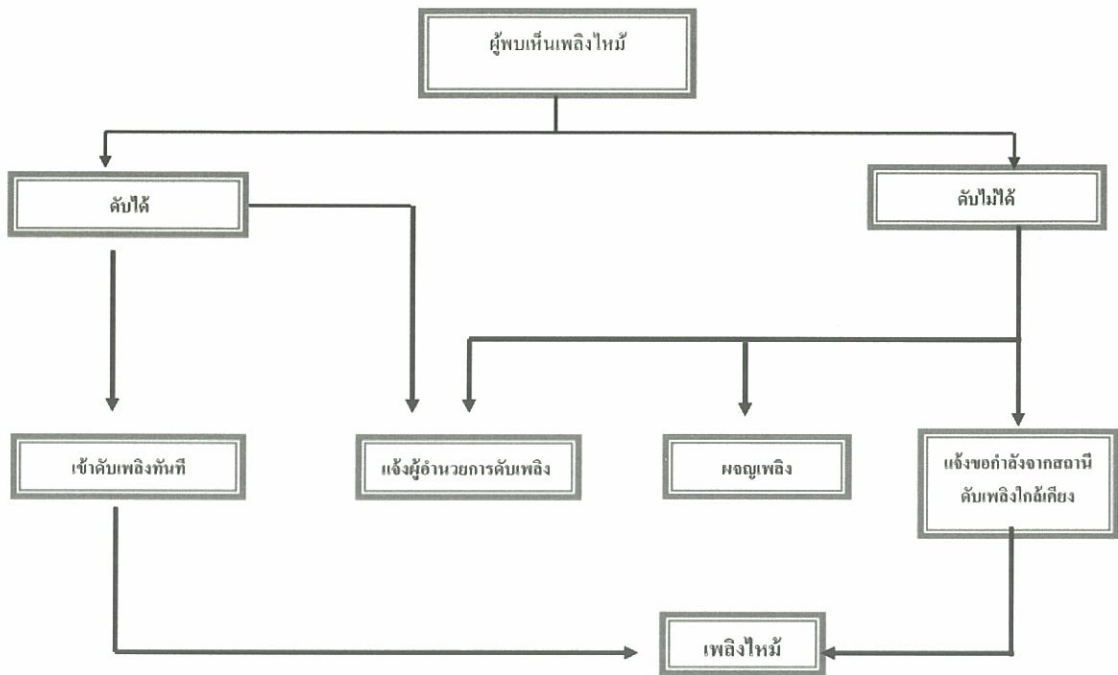 ผู้พบเห็นเพลิงไหม้
ดับได้
ดับไม่ได้
เข้าดับเพลิงทันที
แจ้งผู้อำนวยการดับเพลิง
ผจญเพลิง
แจ้งขอกำลังจากสถานี
ดับเพลิงใกล้เคียง
เพลิงไหม้